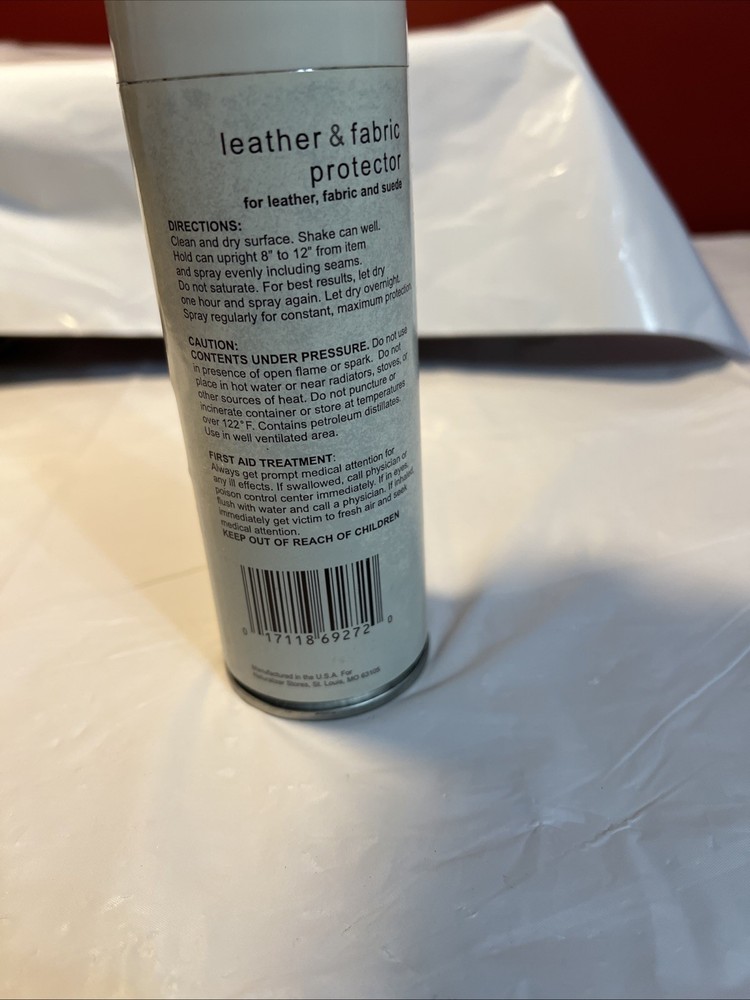 leather & fabric
protector
for leather, fabric and suede
DIRECTIONS:
Clean and dry surface. Shake can well.
Hold can upright 8" to 12" from item
and spray evenly including seams.
Do not saturate. For best results, let dry
one hour and spray again. Let dry overnight.
Spray regularly for constant, maximum protection.
CAUTION:
CONTENTS UNDER PRESSURE. Do not use
in presence of open flame or spark. Do not
place in hot water or near radiators, stoves, or
other sources of heat. Do not puncture or
incinerate container or store at temperatures
over 122°F. Contains petroleum distillates.
Use in well ventilated area.
FIRST AID TREATMENT:
Always get prompt medical attention for
any ill effects. If swallowed, call physician or
poison control center immediately. If in eyes,
flush with water and call a physician. If inhaled,
immediately get victim to fresh air and seek
medical attention.
KEEP OUT OF REACH OF CHILDREN
0 17118 69272 0
Manufactured in the U.S.A. For
Naturalizer Stores, St. Louis, MO 63105